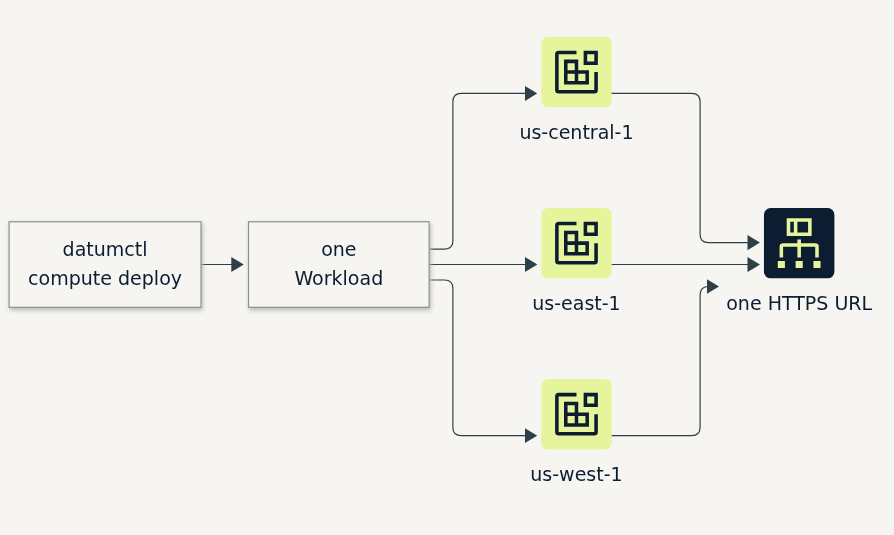 datumctl
compute deploy
one
Workload
us-central-1
us-east-1
us-west-1
one HTTPS URL